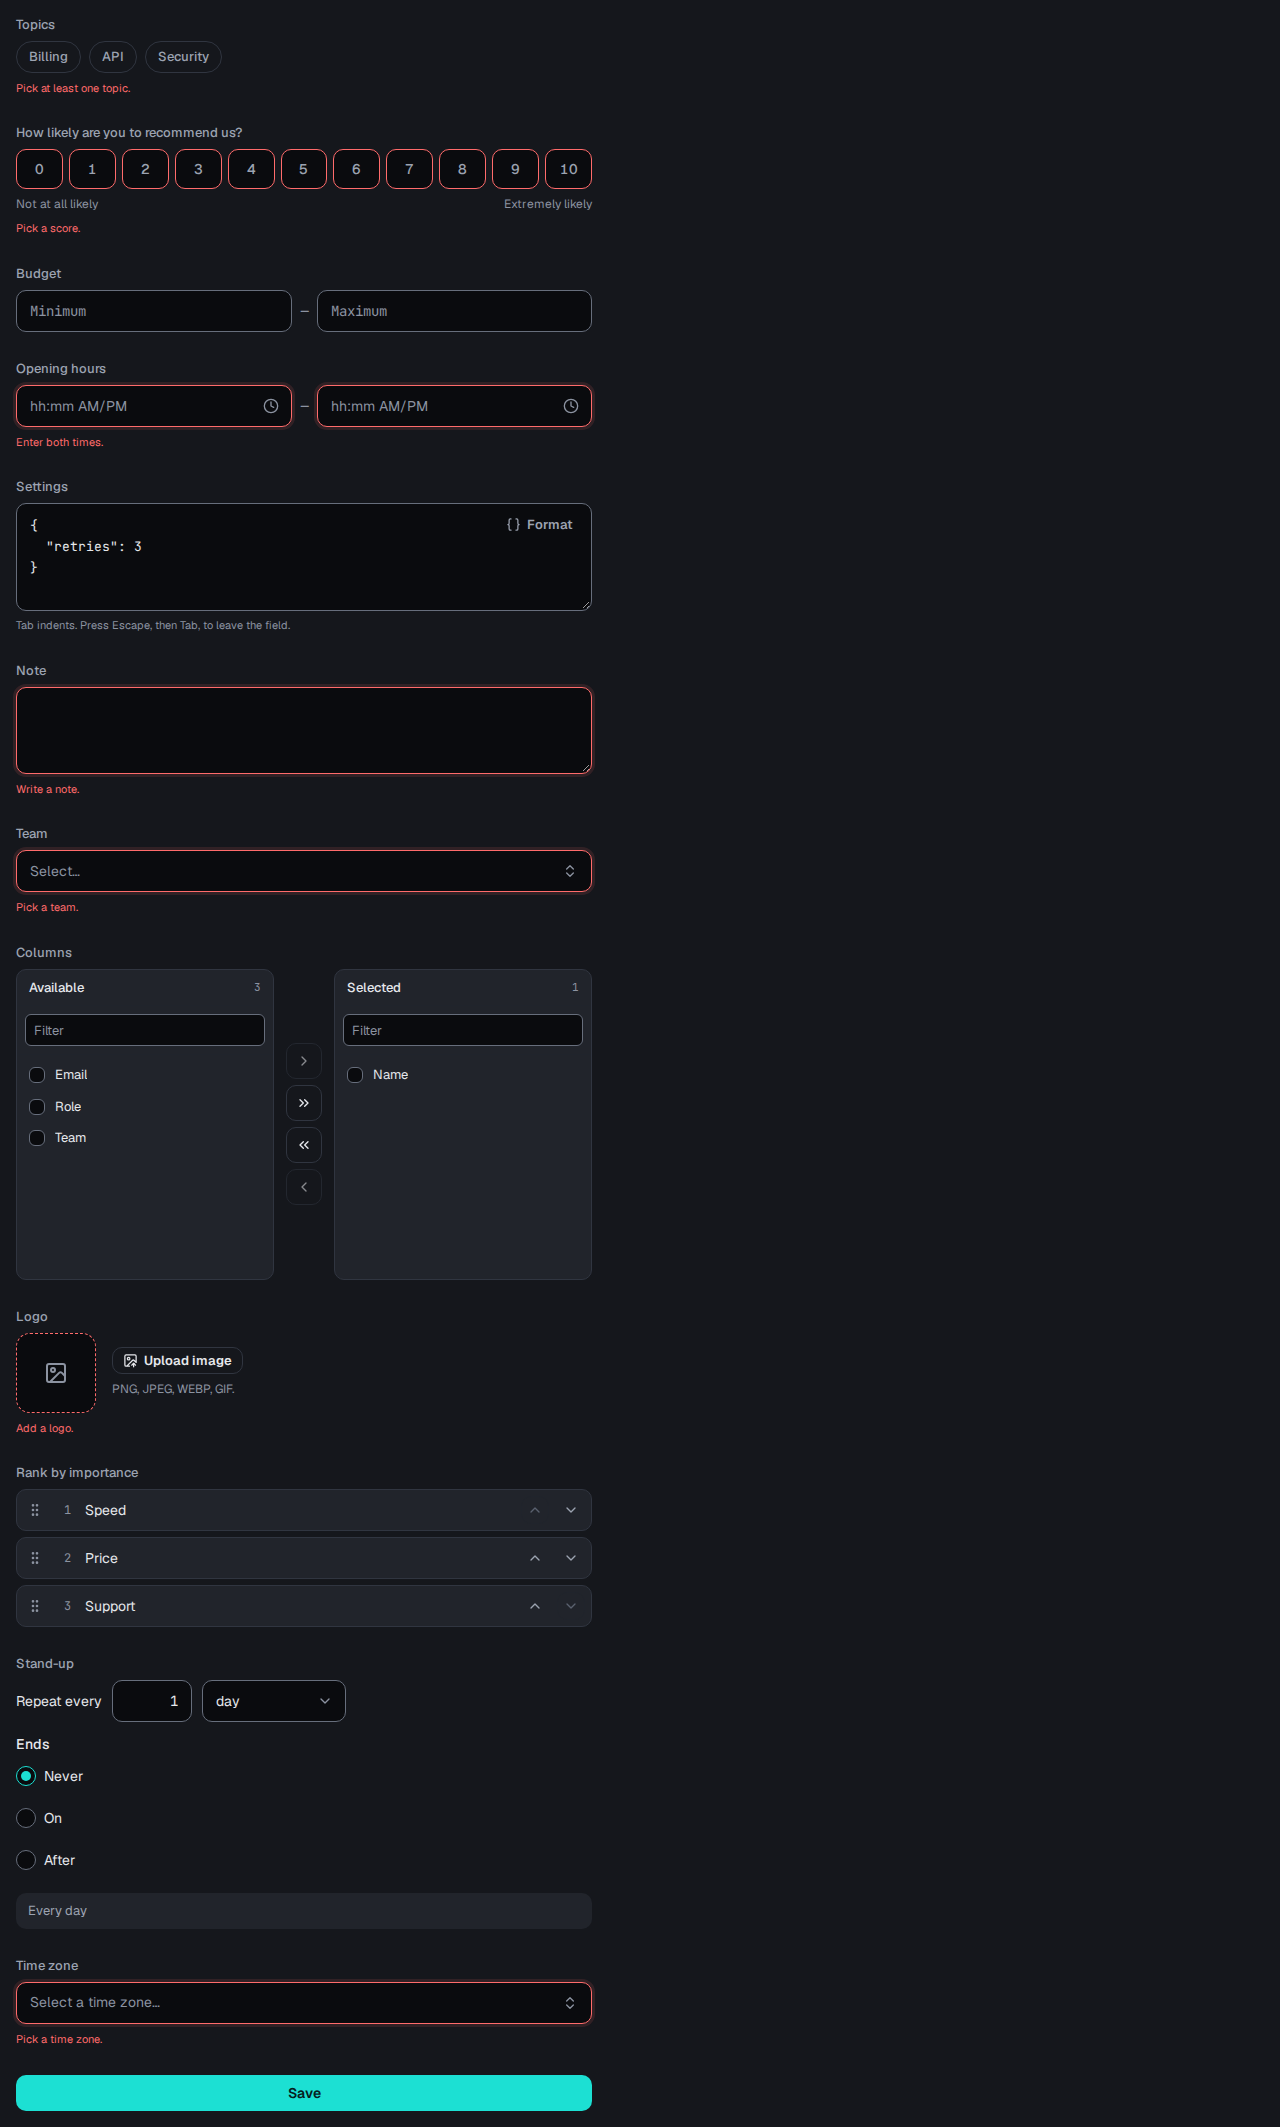 Topics
Billing API Security
Pick at least one topic.
How likely are you to recommend us?
0 1 2 3 4 5 6 7 8 9 10
Not at all likely Extremely likely
Pick a score.
Budget
Minimum – Maximum
Opening hours
hh:mm AM/PM – hh:mm AM/PM
Enter both times.
Settings
{ {} Format
"retries": 3
}
Tab indents. Press Escape, then Tab, to leave the field.
Note
Write a note.
Team
Select...
Pick a team.
Columns
Available 3 Selected 1
Filter Filter
Email Name
Role
Team
Logo
Upload image
PNG, JPEG, WEBP, GIF.
Add a logo.
Rank by importance
1 Speed
2 Price
3 Support
Stand-up
Repeat every 1 day
Ends
Never
On
After
Every day
Time zone
Select a time zone...
Pick a time zone.
Save